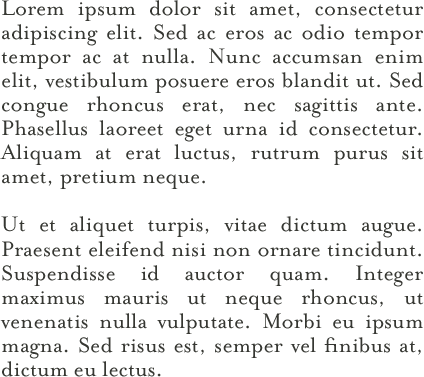 Lorem ipsum dolor sit amet, consectetur
adipiscing elit. Sed ac eros ac odio tempor
tempor ac at nulla. Nunc accumsan enim
elit, vestibulum posuere eros blandit ut. Sed
congue rhoncus erat, nec sagittis ante.
Phasellus laoreet eget urna id consectetur.
Aliquam at erat luctus, rutrum purus sit
amet, pretium neque.

Ut et aliquet turpis, vitae dictum augue.
Praesent eleifend nisi non ornare tincidunt.
Suspendisse id auctor quam. Integer
maximus mauris ut neque rhoncus, ut
venenatis nulla vulputate. Morbi eu ipsum
magna. Sed risus est, semper vel finibus at,
dictum eu lectus.